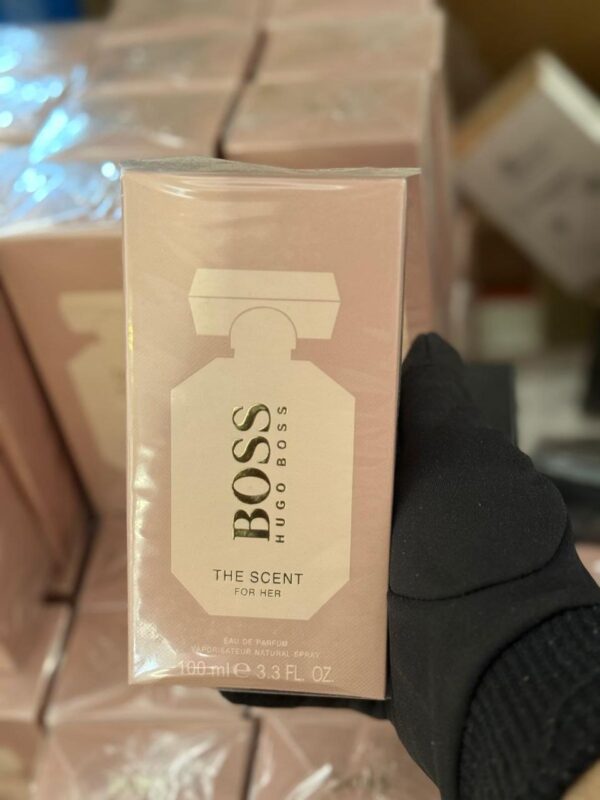 BOSS
HUGO BOSS
THE SCENT
FOR HER
EAU DE PARFUM
VAPORISATEUR NATURAL SPRAY
100 ml ℮ 3.3 FL. OZ.